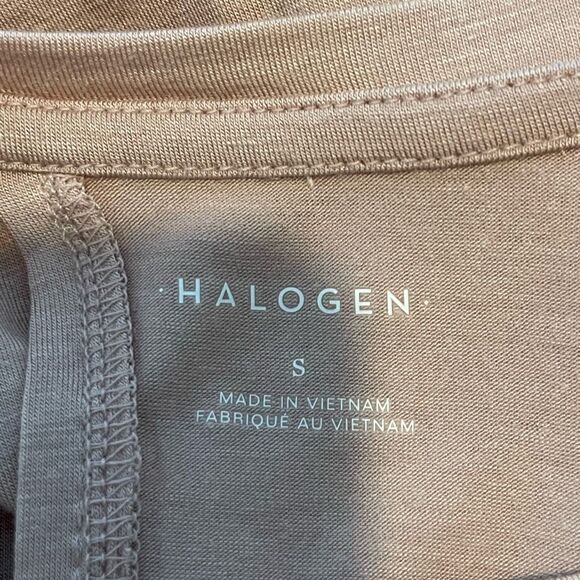 · HALOGEN ·
S
MADE IN VIETNAM
FABRIQUÉ AU VIETNAM